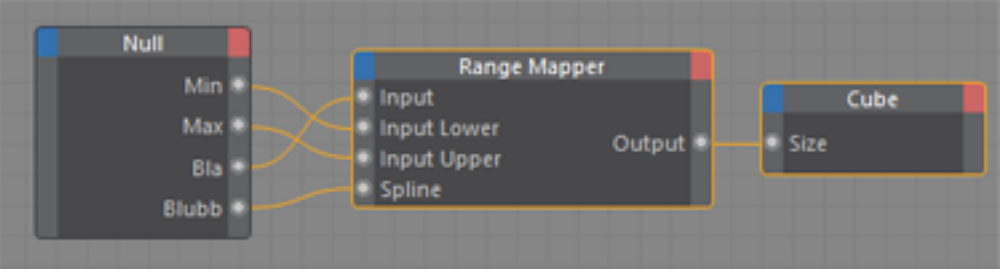 Null
Min
Max
Bla
Blubb
Range Mapper
Input
Input Lower
Input Upper
Spline
Output
Cube
Size